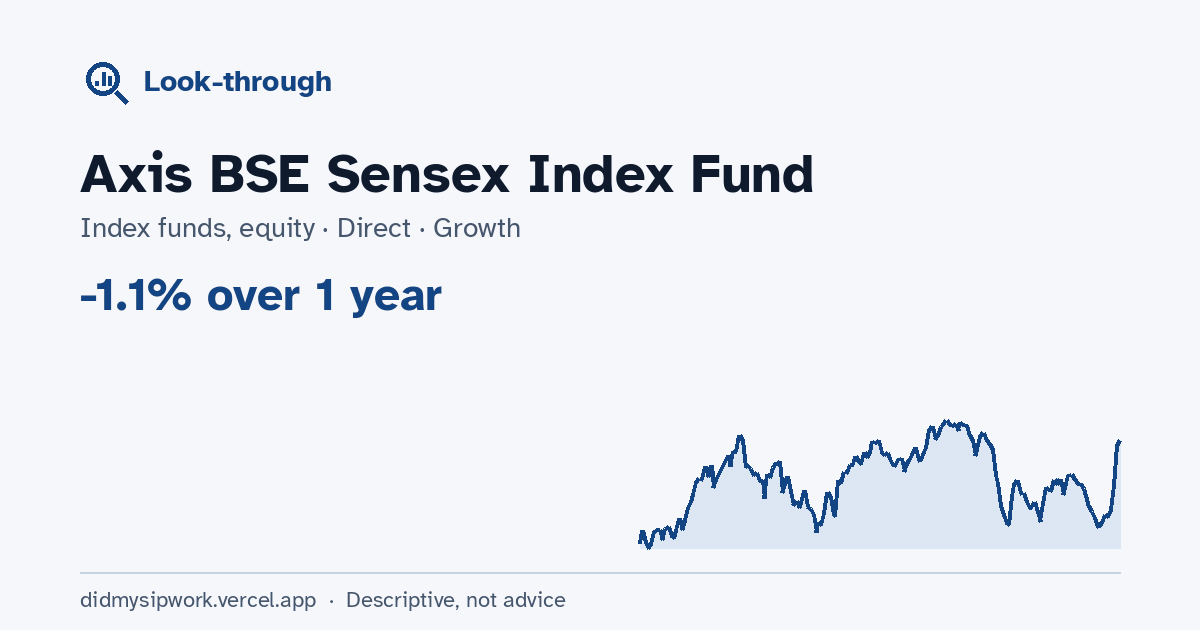 Look-through
Axis BSE Sensex Index Fund
Index funds, equity · Direct · Growth
-1.1% over 1 year
didmysipwork.vercel.app · Descriptive, not advice